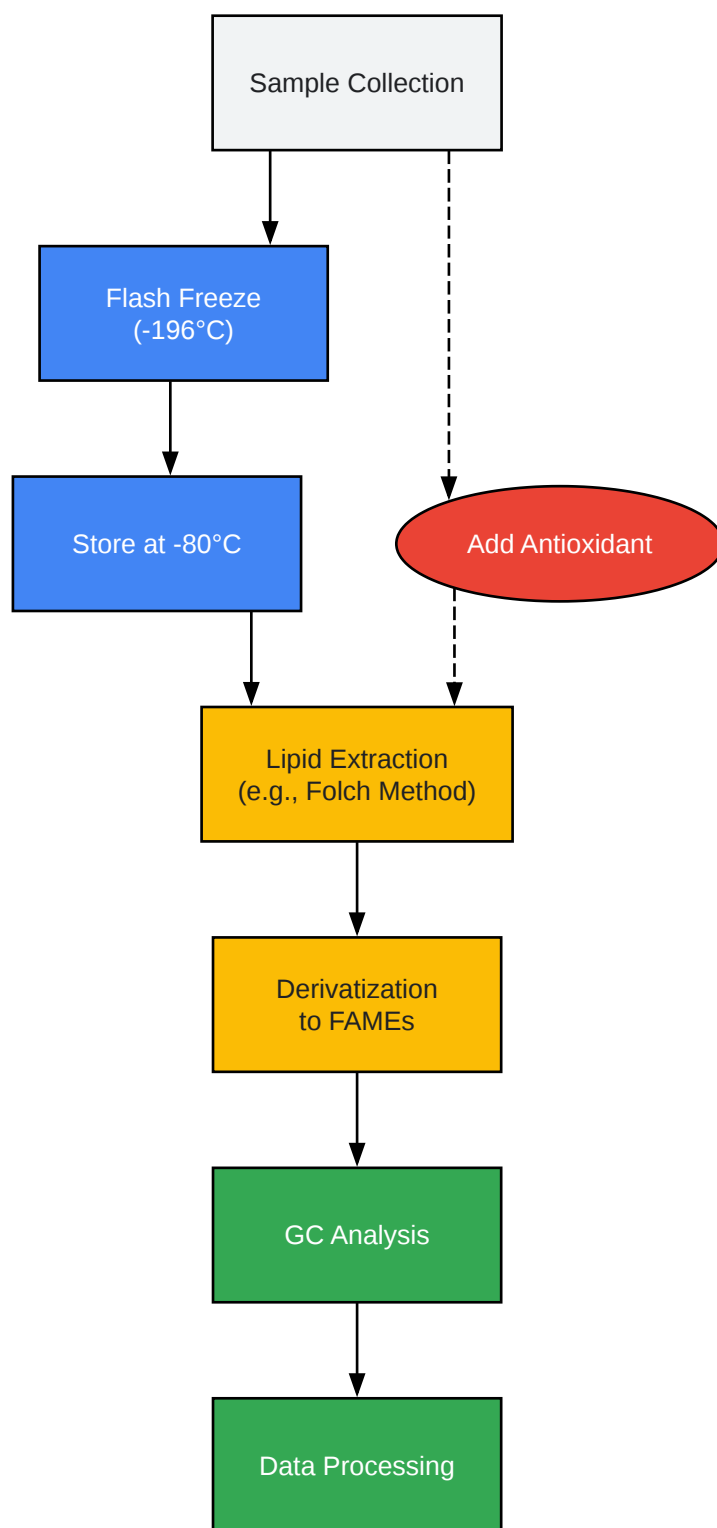 Sample Collection
Flash Freeze
(-196°C)
Store at -80°C
Add Antioxidant
Lipid Extraction
(e.g., Folch Method)
Derivatization
to FAMEs
GC Analysis
Data Processing